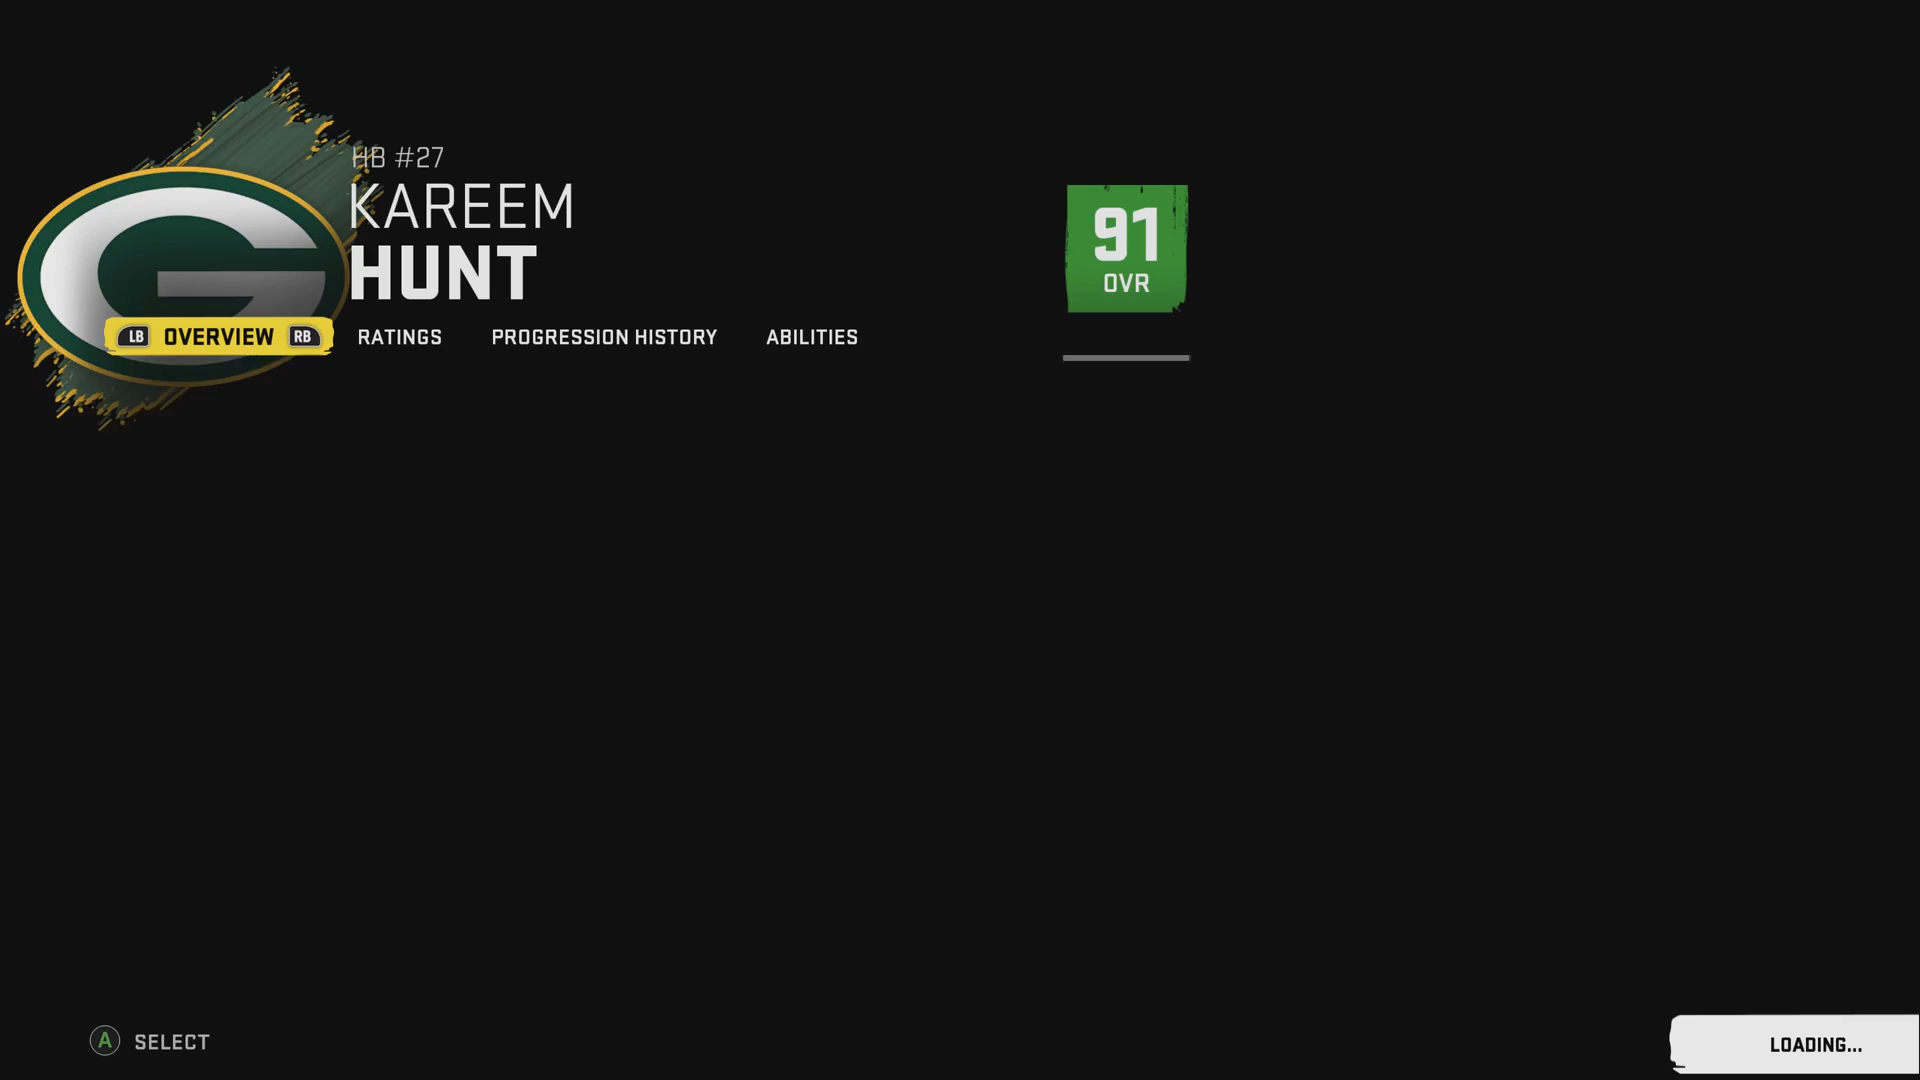 HB #27
KAREEM
HUNT
91
OVR
LB OVERVIEW RB RATINGS PROGRESSION HISTORY ABILITIES
A SELECT
LOADING...